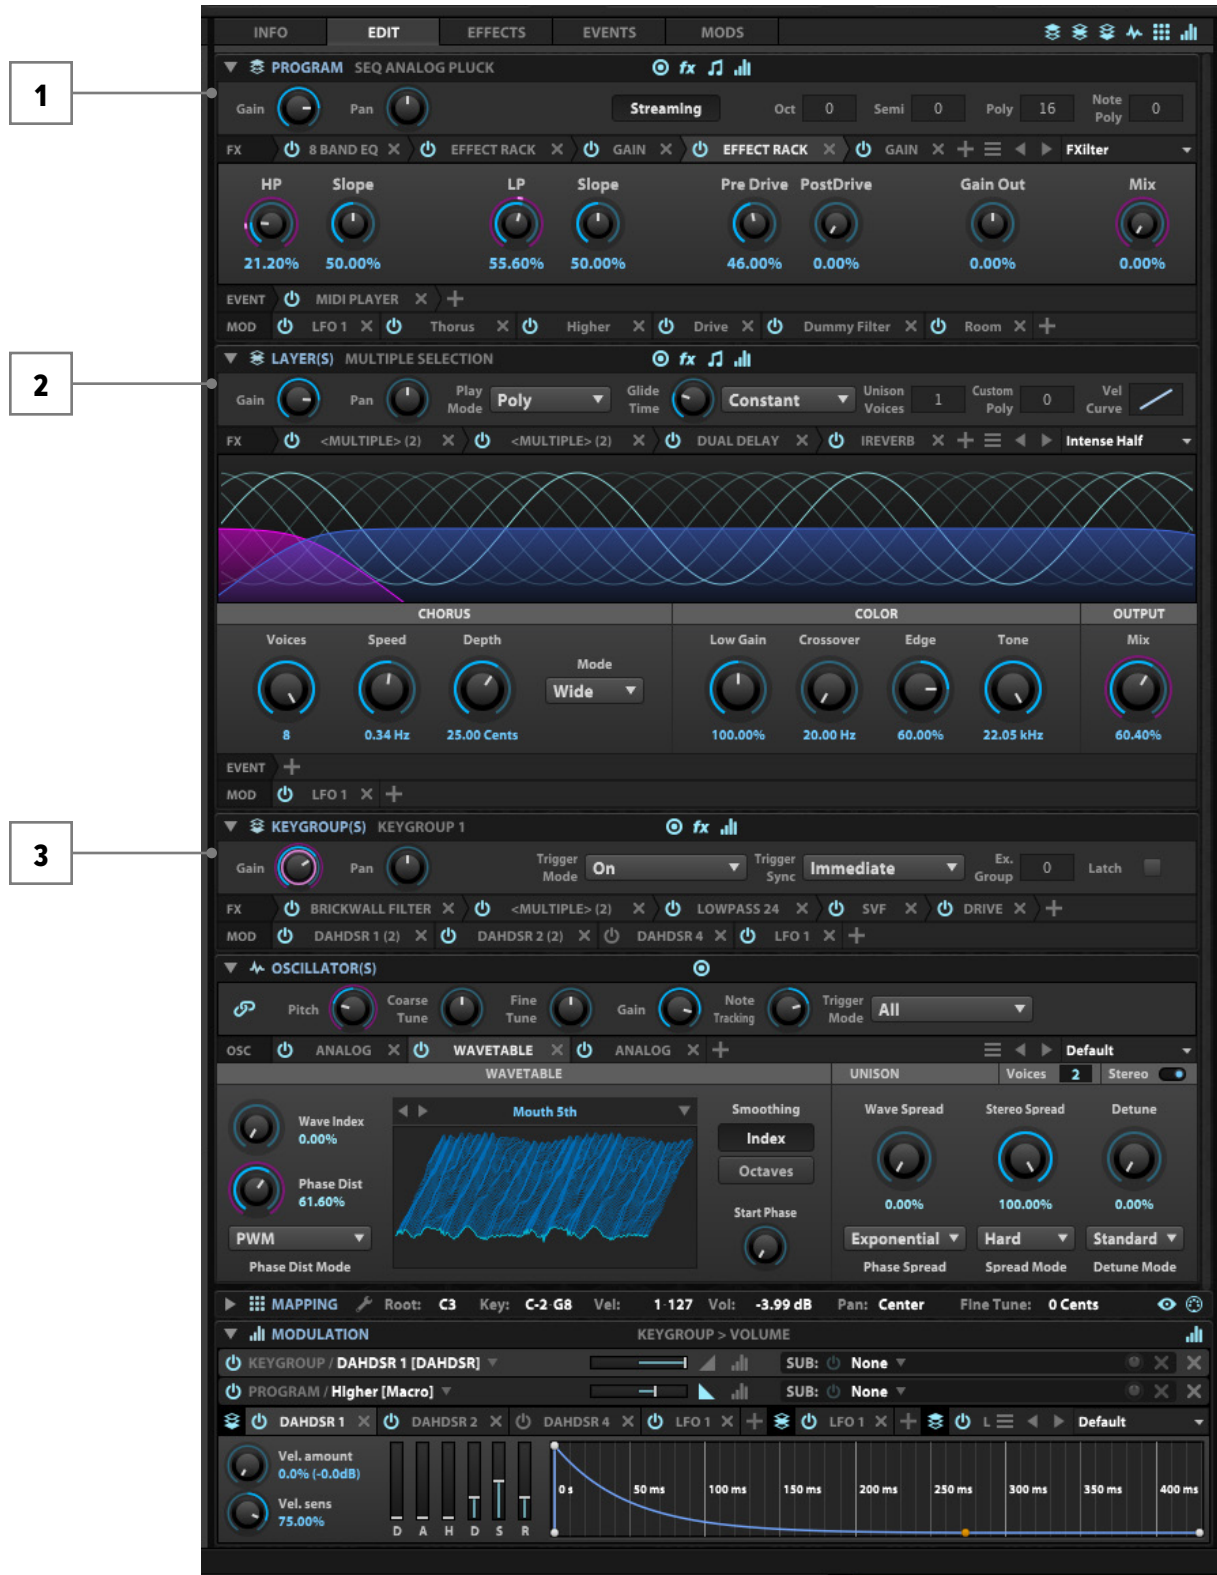 INFO EDIT EFFECTS EVENTS MODS
PROGRAM SEQ ANALOG PLUCK fx
1
Gain Pan Streaming Oct 0 Semi 0 Poly 16 Note Poly 0
FX 8 BAND EQ EFFECT RACK GAIN EFFECT RACK GAIN FXilter
HP Slope LP Slope Pre Drive PostDrive Gain Out Mix
21.20% 50.00% 55.60% 50.00% 46.00% 0.00% 0.00% 0.00%
EVENT MIDI PLAYER
MOD LFO 1 Thorus Higher Drive Dummy Filter Room
LAYER(S) MULTIPLE SELECTION fx
2
Gain Pan Play Mode Poly Glide Time Constant Unison Voices 1 Custom Poly 0 Vel Curve
FX <MULTIPLE> (2) <MULTIPLE> (2) DUAL DELAY IREVERB Intense Half
CHORUS COLOR OUTPUT
Voices Speed Depth Mode Low Gain Crossover Edge Tone Mix
Wide
8 0.34 Hz 25.00 Cents 100.00% 20.00 Hz 60.00% 22.05 kHz 60.40%
EVENT
MOD LFO 1
KEYGROUP(S) KEYGROUP 1 fx
3
Gain Pan Trigger Mode On Trigger Sync Immediate Ex. Group 0 Latch
FX BRICKWALL FILTER <MULTIPLE> (2) LOWPASS 24 SVF DRIVE
MOD DAHDSR 1 (2) DAHDSR 2 (2) DAHDSR 4 LFO 1
OSCILLATOR(S)
Pitch Coarse Tune Fine Tune Gain Note Tracking Trigger Mode All
OSC ANALOG WAVETABLE ANALOG Default
WAVETABLE UNISON Voices 2 Stereo
Wave Index 0.00% Mouth 5th Smoothing Wave Spread Stereo Spread Detune
Index
Octaves
Phase Dist 61.60% 0.00% 100.00% 0.00%
Start Phase
PWM Exponential Hard Standard
Phase Dist Mode Phase Spread Spread Mode Detune Mode
MAPPING Root: C3 Key: C-2·G8 Vel: 1·127 Vol: -3.99 dB Pan: Center Fine Tune: 0 Cents
MODULATION KEYGROUP > VOLUME
KEYGROUP / DAHDSR 1 [DAHDSR] SUB: None
PROGRAM / Higher [Macro] SUB: None
DAHDSR 1 DAHDSR 2 DAHDSR 4 LFO 1 LFO 1 L Default
Vel. amount
0.0% (-0.0dB)
0 s 50 ms 100 ms 150 ms 200 ms 250 ms 300 ms 350 ms 400 ms
Vel. sens
75.00%
D A H D S R